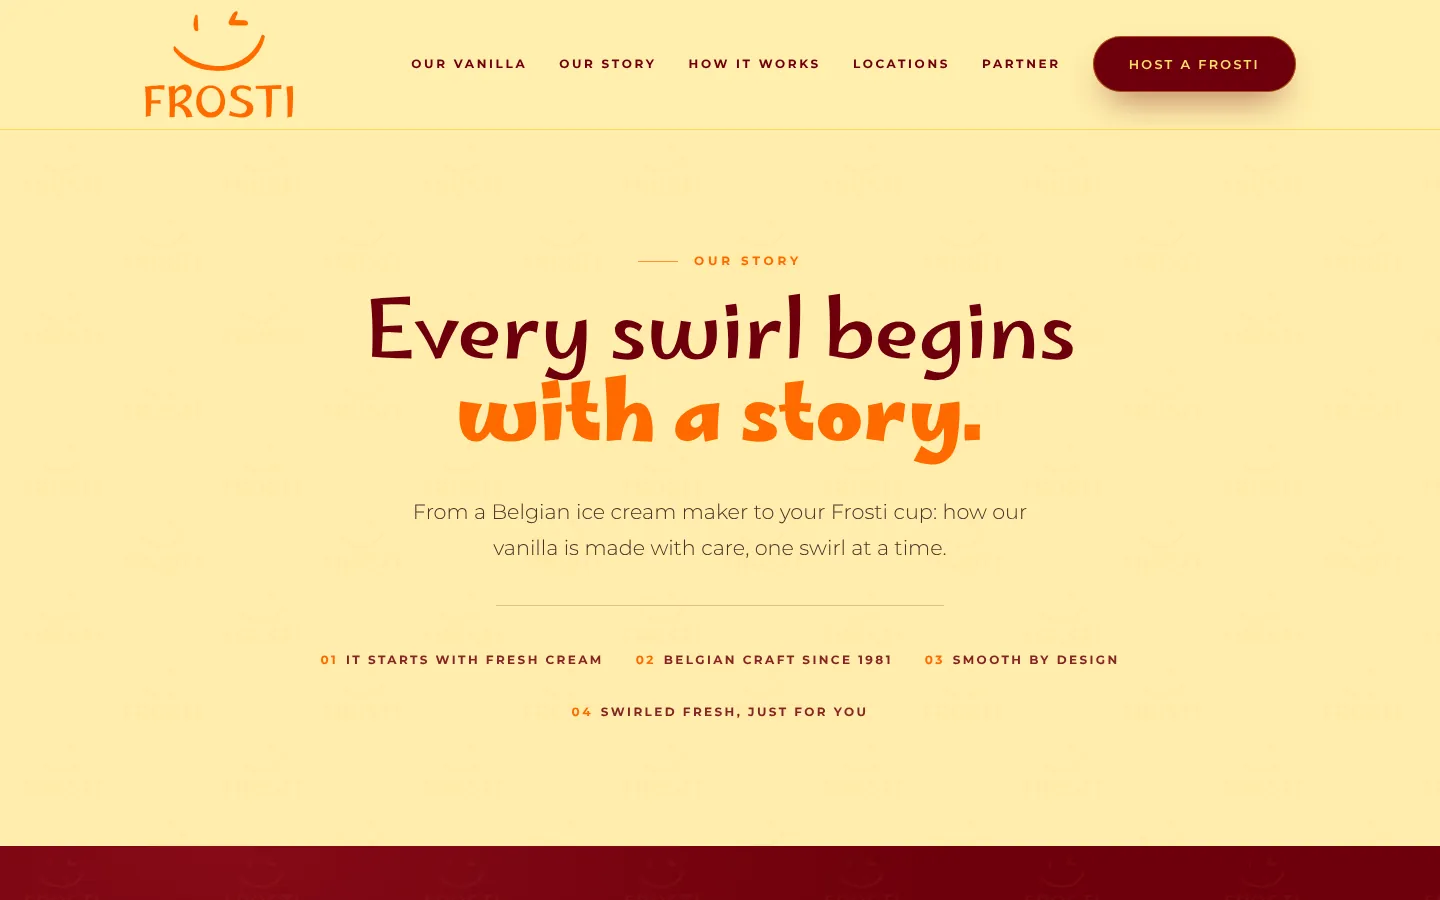 FROSTI
OUR VANILLA
OUR STORY
HOW IT WORKS
LOCATIONS
PARTNER
HOST A FROSTI
OUR STORY
Every swirl begins
with a story.
From a Belgian ice cream maker to your Frosti cup: how our
vanilla is made with care, one swirl at a time.
01 IT STARTS WITH FRESH CREAM
02 BELGIAN CRAFT SINCE 1981
03 SMOOTH BY DESIGN
04 SWIRLED FRESH, JUST FOR YOU